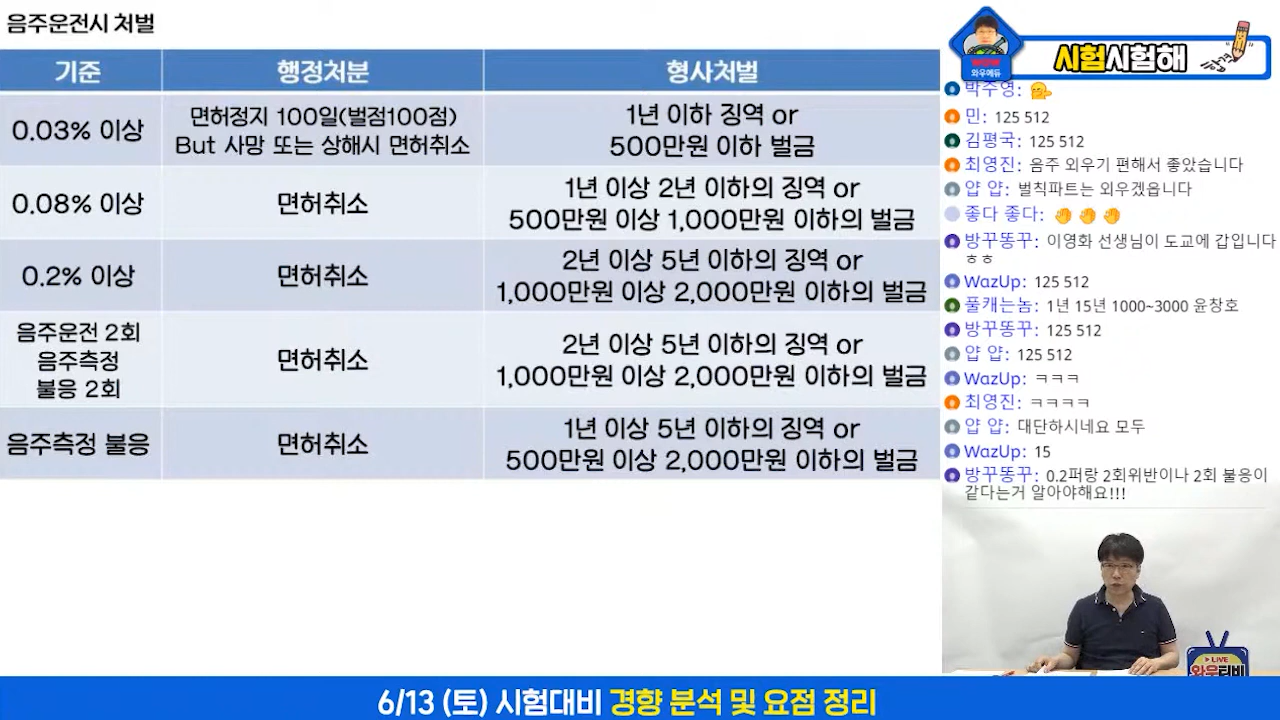 음주운전시 처벌
기준
행정처분
형사처벌
0.03% 이상
면허정지 100일(벌점100점)
But 사망 또는 상해시 면허취소
1년 이하 징역 or
500만원 이하 벌금
0.08% 이상
면허취소
1년 이상 2년 이하의 징역 or
500만원 이상 1,000만원 이하의 벌금
0.2% 이상
면허취소
2년 이상 5년 이하의 징역 or
1,000만원 이상 2,000만원 이하의 벌금
음주운전 2회
음주측정
불응 2회
면허취소
2년 이상 5년 이하의 징역 or
1,000만원 이상 2,000만원 이하의 벌금
음주측정 불응
면허취소
1년 이상 5년 이하의 징역 or
500만원 이상 2,000만원 이하의 벌금
와우에듀
시험시험해
합격
박주영:
민: 125 512
김평국: 125 512
최영진: 음주 외우기 편해서 좋았습니다
얍 얍: 벌칙파트는 외우겠읍니다
좋다 좋다:
방꾸똥꾸: 이영화 선생님이 도교에 갑입니다
ㅎㅎ
WazUp: 125 512
풀캐는놈: 1년 15년 1000~3000 윤창호
방꾸똥꾸: 125 512
얍 얍: 125 512
WazUp: ㅋㅋㅋ
최영진: ㅋㅋㅋㅋ
얍 얍: 대단하시네요 모두
WazUp: 15
방꾸똥꾸: 0.2퍼랑 2회위반이나 2회 불응이
같다는거 알아야해요!!!
LIVE
와우티비
6/13 (토) 시험대비 경향 분석 및 요점 정리